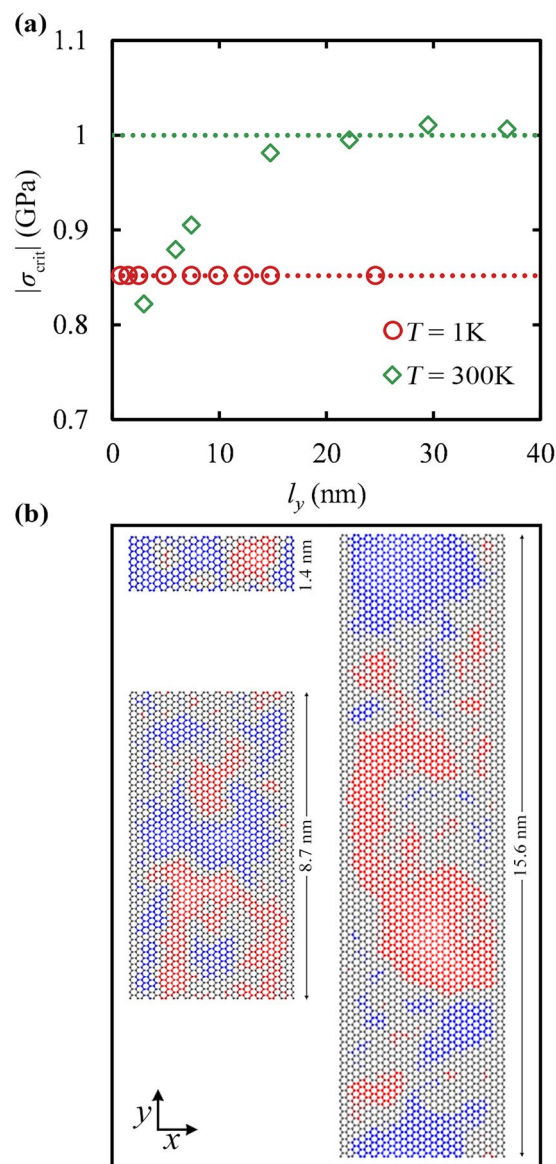 (a)
1.1
1
0.9
0.8
0.7
|σcrit| (GPa)
T = 1K
T = 300K
0 10 20 30 40
ly (nm)
(b)
1.4 nm
8.7 nm
15.6 nm
y
x